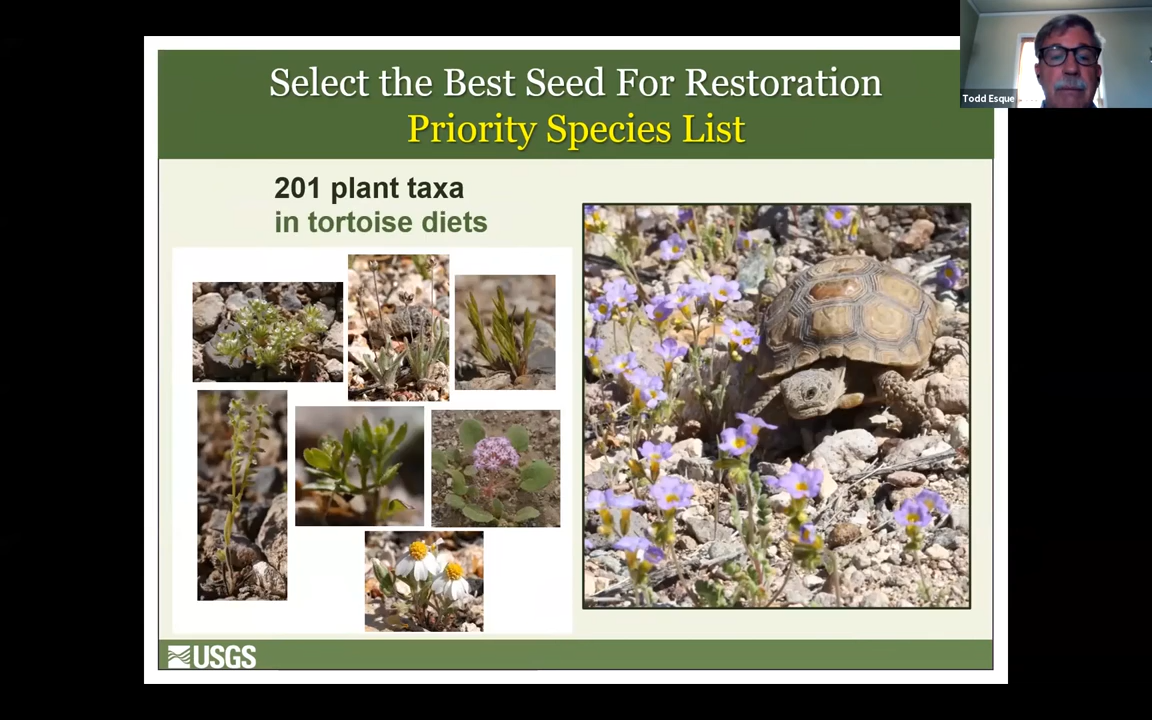 Select the Best Seed For Restoration
Priority Species List
Todd Esque
201 plant taxa
in tortoise diets
USGS